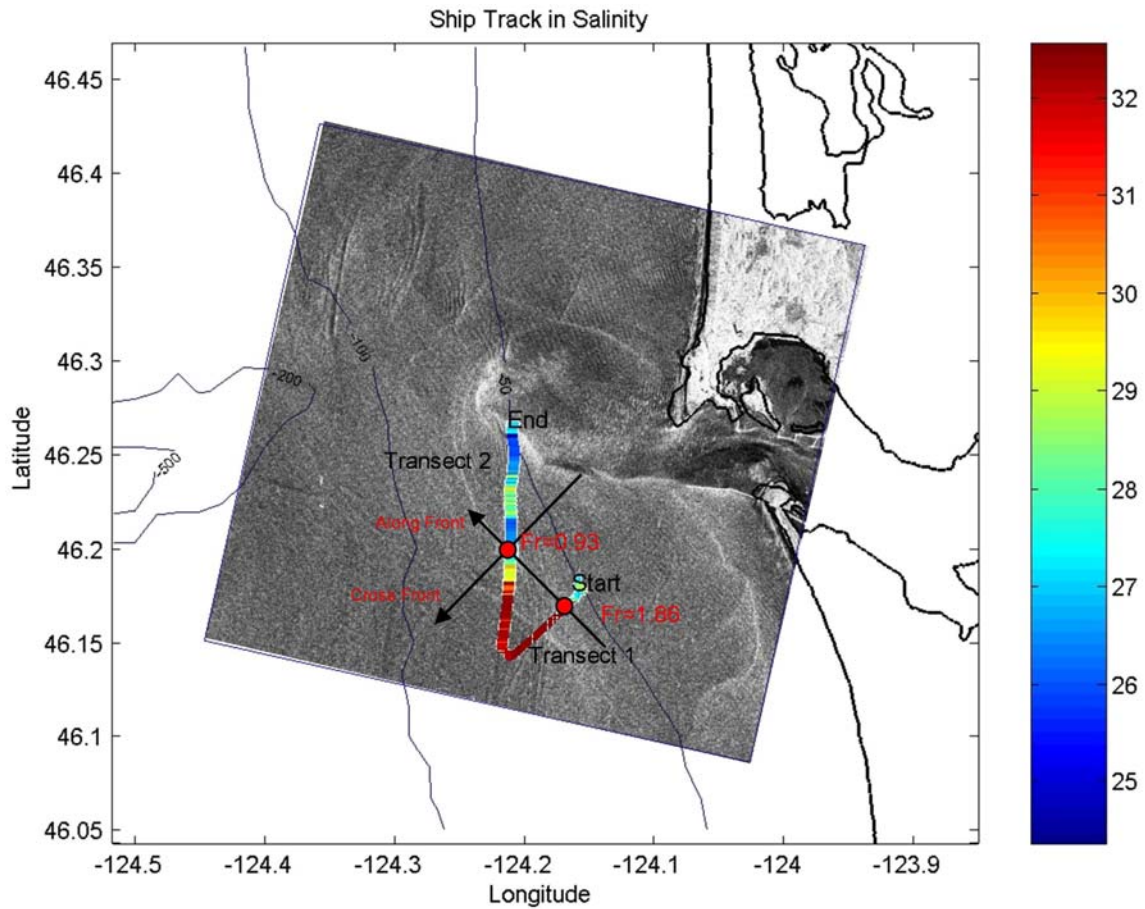 Ship Track in Salinity
46.45
46.4
46.35
46.3
46.25
46.2
46.15
46.1
46.05
Latitude
-124.5
-124.4
-124.3
-124.2
-124.1
-124
-123.9
Longitude
32
31
30
29
28
27
26
25
-100
-200
-500
-50
End
Transect 2
Along Front
Fr=0.93
Start
Cross Front
Fr=1.86
Transect 1